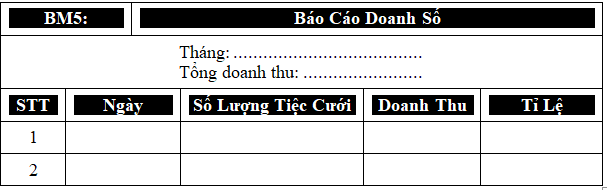 BM5: Báo Cáo Doanh Số
Tháng: ......................................
Tổng doanh thu: ........................
STT Ngày Số Lượng Tiệc Cưới Doanh Thu Tỉ Lệ
1
2